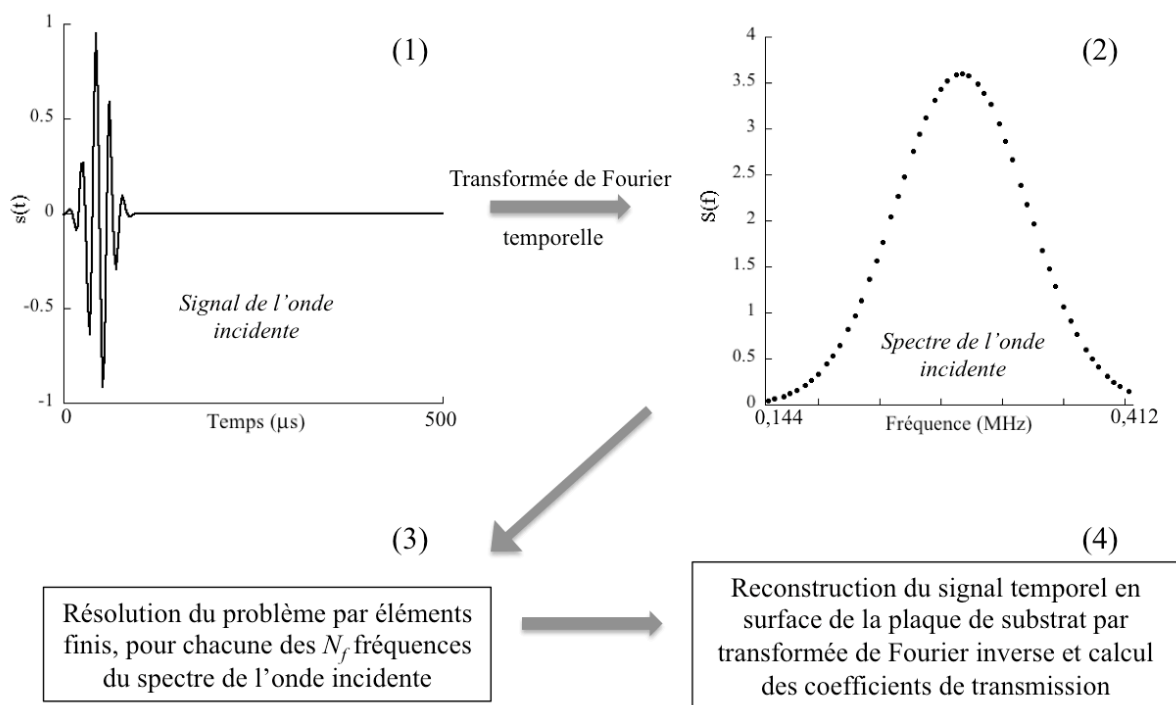 (1)
1
0.5
0
-0.5
-1
s(t)
Signal de l’onde
incidente
0
500
Temps (µs)
Transformée de Fourier
temporelle
(2)
4
3.5
3
2.5
2
1.5
1
0.5
0
S(f)
Spectre de l’onde
incidente
0,144
0,412
Fréquence (MHz)
(3)
Résolution du problème par éléments
finis, pour chacune des Nf fréquences
du spectre de l’onde incidente
(4)
Reconstruction du signal temporel en
surface de la plaque de substrat par
transformée de Fourier inverse et calcul
des coefficients de transmission